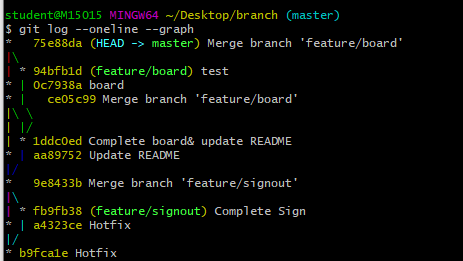 student@M15015 MINGW64 ~/Desktop/branch (master)
$ git log --oneline --graph
*   75e88da (HEAD -> master) Merge branch 'feature/board'
|\
| * 94bfb1d (feature/board) test
* | 0c7938a board
* |   ce05c99 Merge branch 'feature/board'
|\ \
| |/
| * 1ddc0ed Complete board& update README
* | aa89752 Update README
|/
*   9e8433b Merge branch 'feature/signout'
|\
| * fb9fb38 (feature/signout) Complete Sign
* | a4323ce Hotfix
|/
* b9fca1e Hotfix